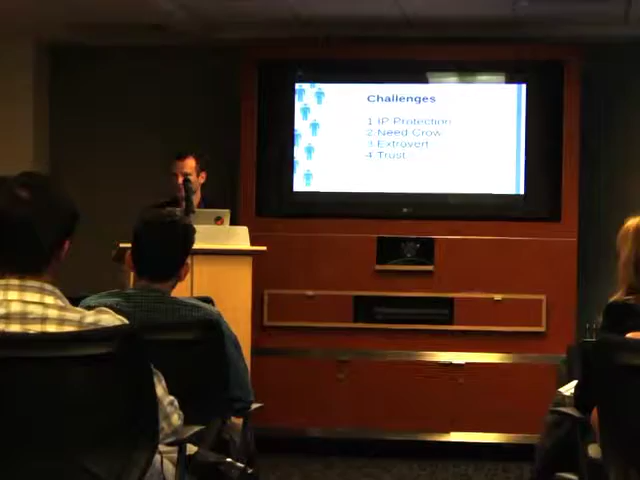 Challenges
1 IP Protection
2 Need Crow
3 Extrovert
4 Trust